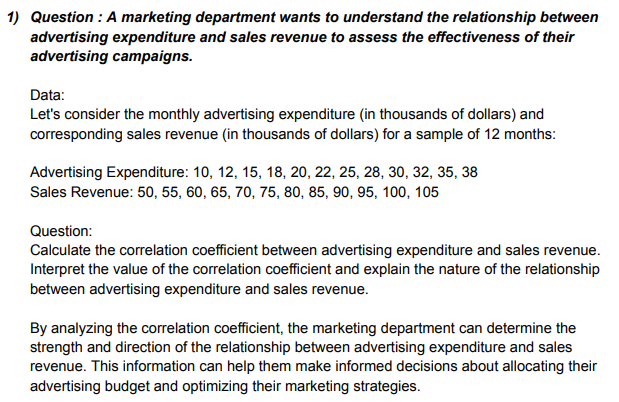 1) Question : A marketing department wants to understand the relationship between
advertising expenditure and sales revenue to assess the effectiveness of their
advertising campaigns.
Data:
Let's consider the monthly advertising expenditure (in thousands of dollars) and
corresponding sales revenue (in thousands of dollars) for a sample of 12 months:
Advertising Expenditure: 10, 12, 15, 18, 20, 22, 25, 28, 30, 32, 35, 38
Sales Revenue: 50, 55, 60, 65, 70, 75, 80, 85, 90, 95, 100, 105
Question:
Calculate the correlation coefficient between advertising expenditure and sales revenue.
Interpret the value of the correlation coefficient and explain the nature of the relationship
between advertising expenditure and sales revenue.
By analyzing the correlation coefficient, the marketing department can determine the
strength and direction of the relationship between advertising expenditure and sales
revenue. This information can help them make informed decisions about allocating their
advertising budget and optimizing their marketing strategies.